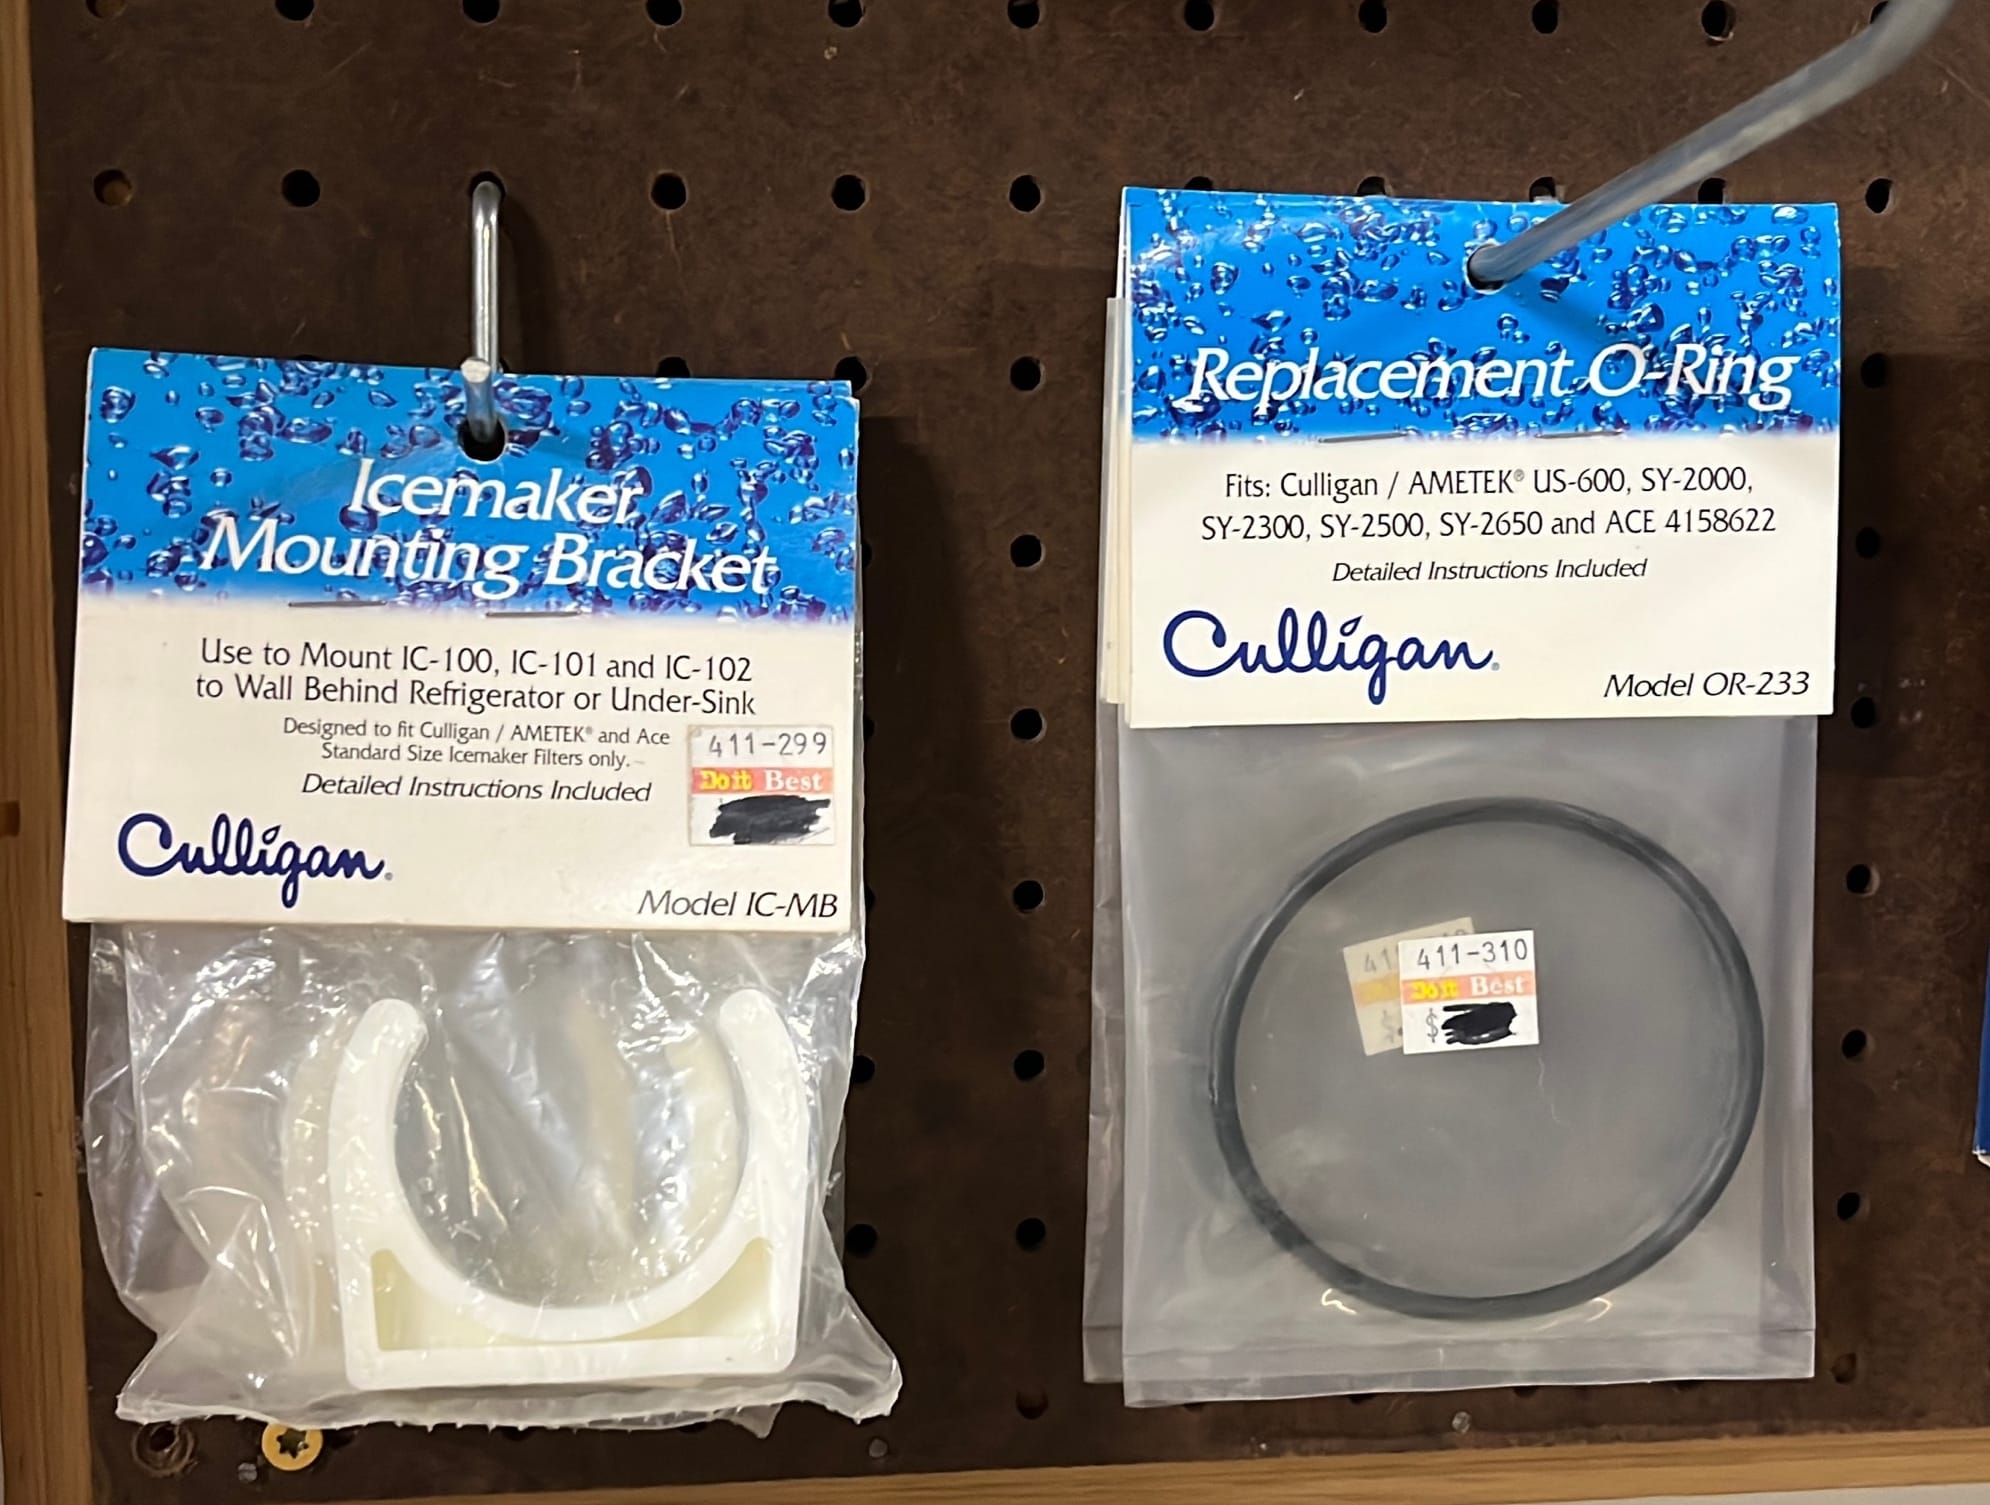 Icemaker
Mounting Bracket
Use to Mount IC-100, IC-101 and IC-102
to Wall Behind Refrigerator or Under-Sink
Designed to fit Culligan / AMETEK® and Ace
Standard Size Icemaker Filters only.
Detailed Instructions Included
411-299
Do it Best
Culligan®
Model IC-MB
Replacement O-Ring
Fits: Culligan / AMETEK® US-600, SY-2000,
SY-2300, SY-2500, SY-2650 and ACE 4158622
Detailed Instructions Included
Culligan®
Model OR-233
411-310
Do it Best
$